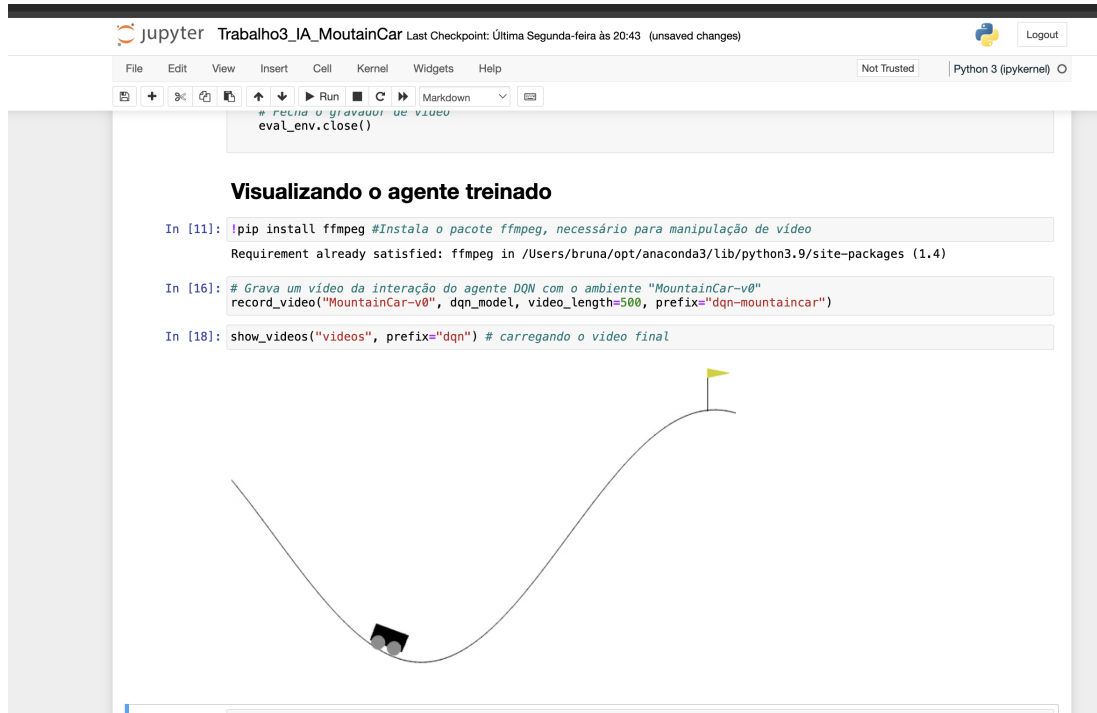 jupyter Trabalho3_IA_MoutainCar Last Checkpoint: Última Segunda-feira às 20:43 (unsaved changes)
Logout
File Edit View Insert Cell Kernel Widgets Help
Not Trusted
Python 3 (ipykernel)
Run
Markdown
# Fecha o gravador de vídeo
eval_env.close()
Visualizando o agente treinado
In [11]: !pip install ffmpeg #Instala o pacote ffmpeg, necessário para manipulação de vídeo
Requirement already satisfied: ffmpeg in /Users/bruna/opt/anaconda3/lib/python3.9/site-packages (1.4)
In [16]: # Grava um vídeo da interação do agente DQN com o ambiente "MountainCar-v0"
record_video("MountainCar-v0", dqn_model, video_length=500, prefix="dqn-mountaincar")
In [18]: show_videos("videos", prefix="dqn") # carregando o video final